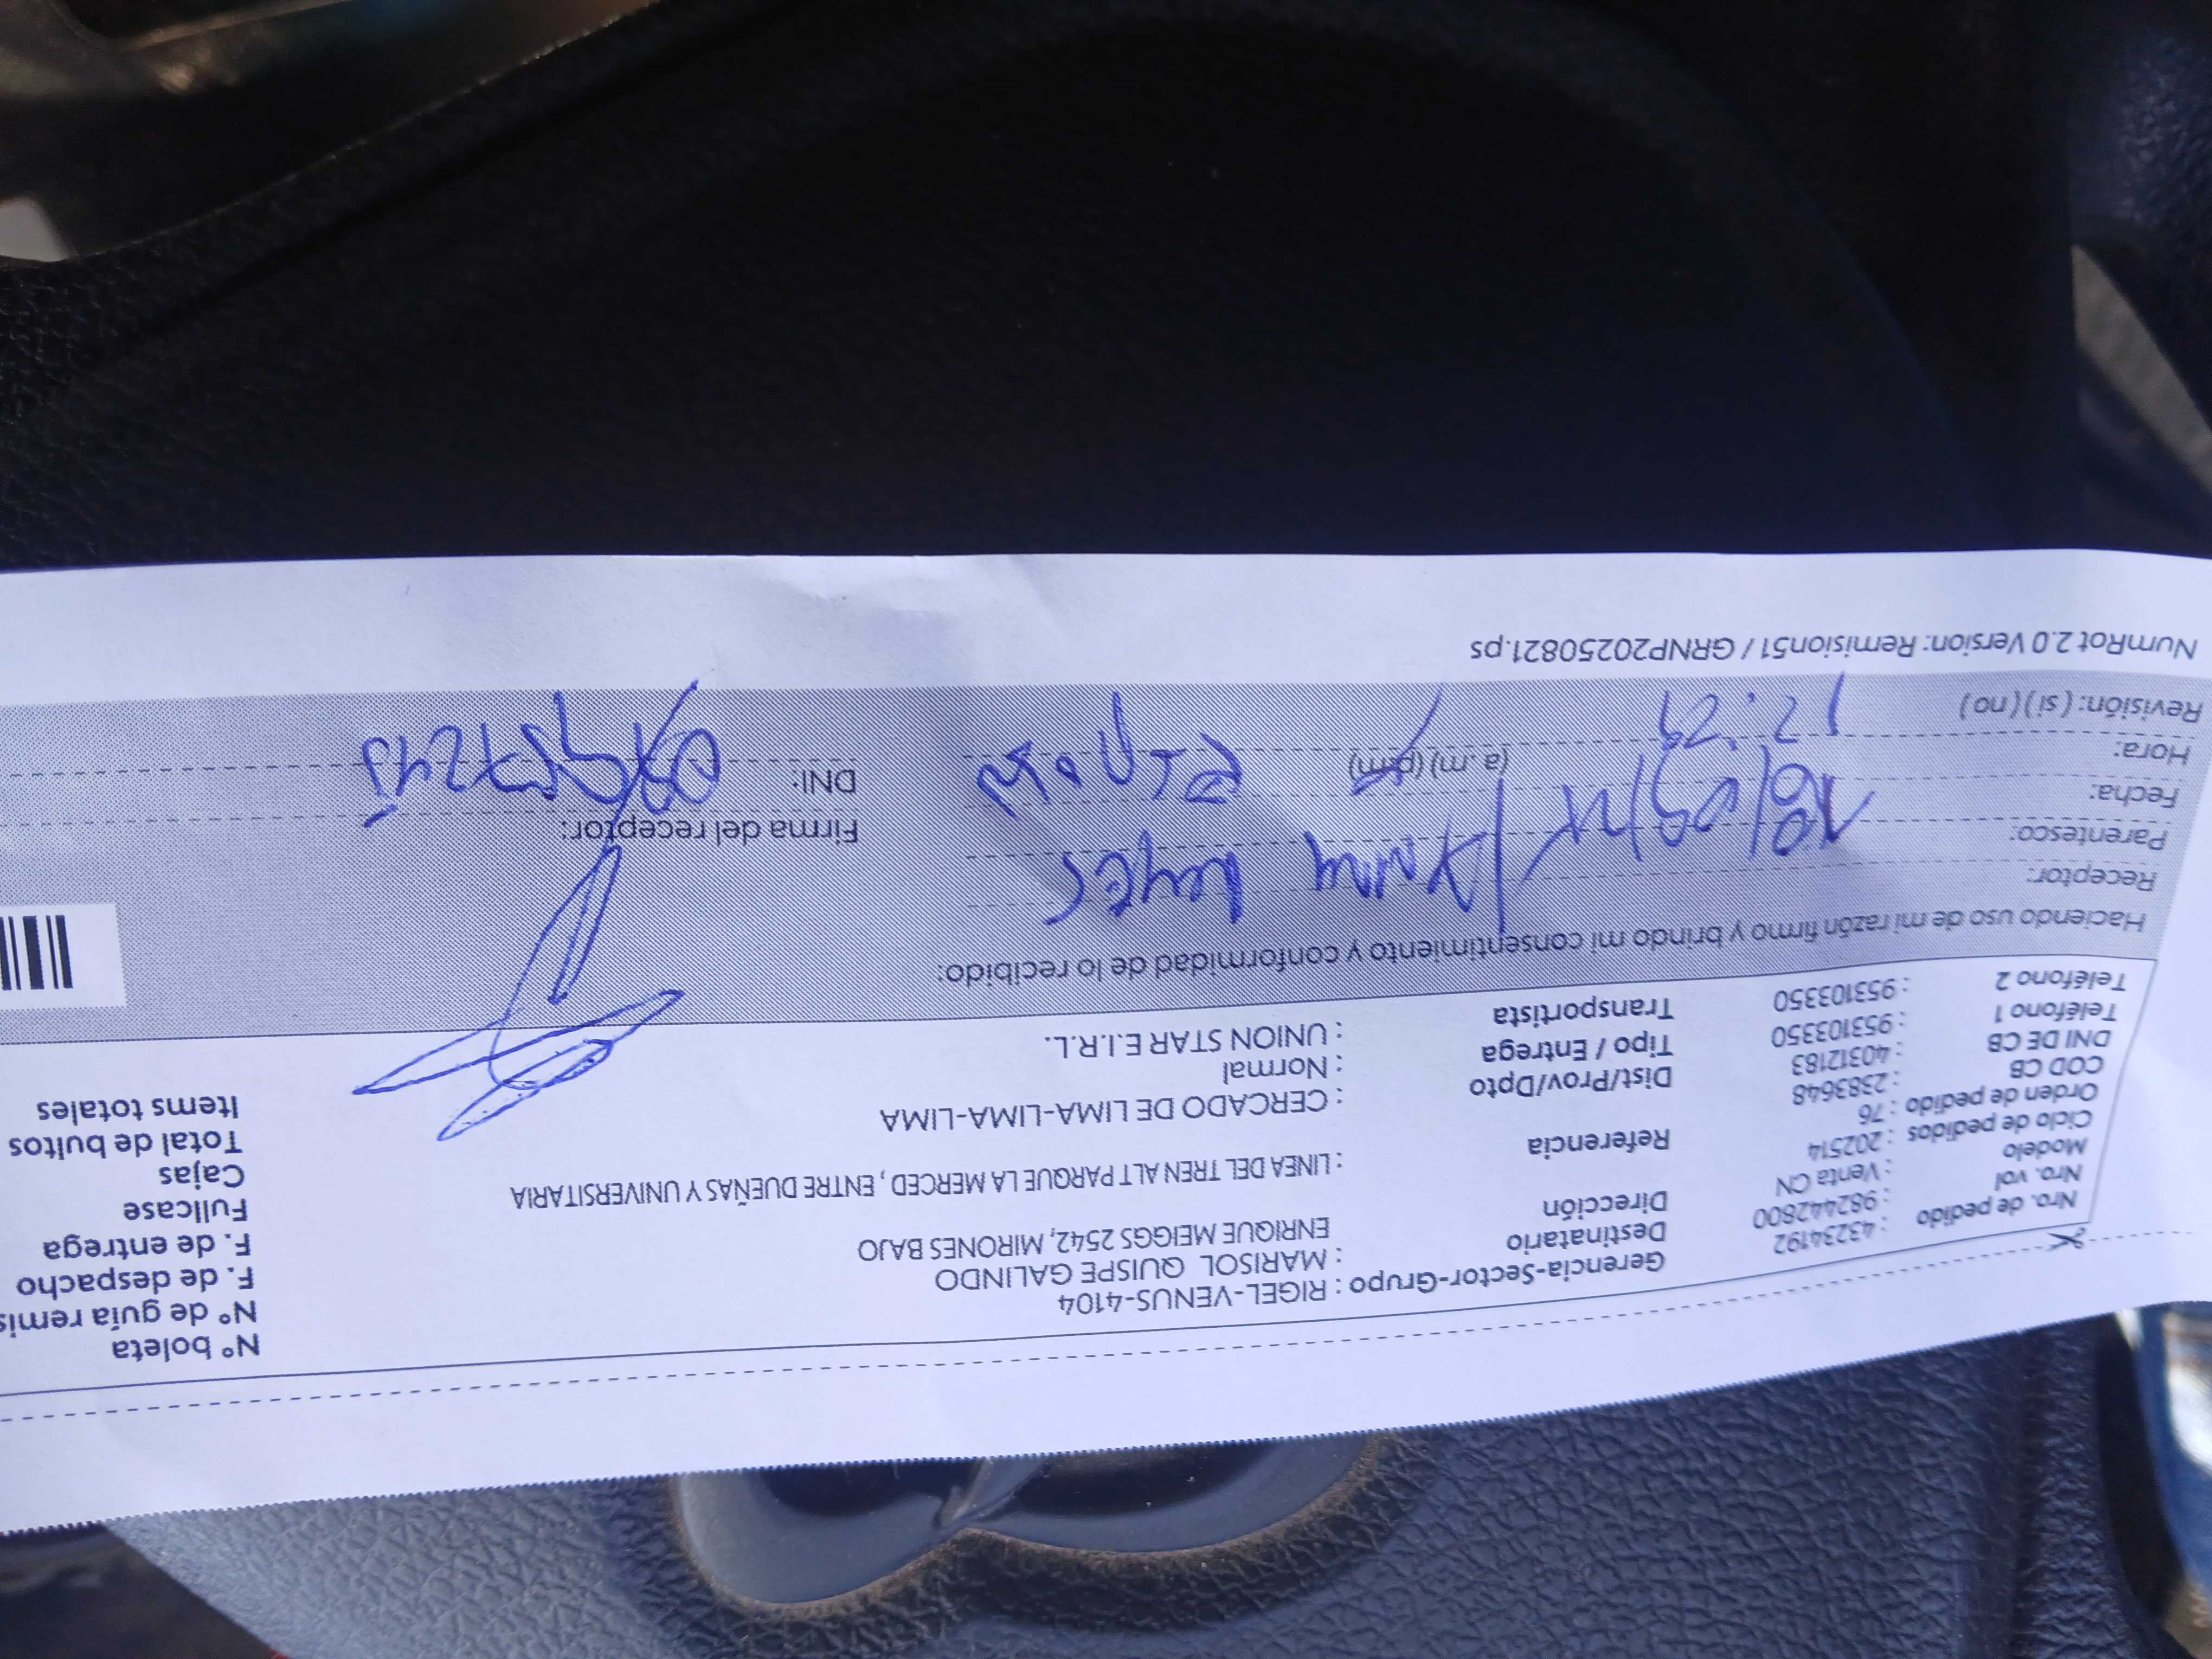 Nro. de pedido : 43234192
Nro. vol : 982442800
Modelo : Venta CN
Ciclo de pedidos : 202514
Orden de pedido : 76
COD CB : 2383648
DNI DE CB : 40312183
Teléfono 1 : 953103350
Teléfono 2 : 953103350
Gerencia-Sector-Grupo : RIGEL-VENUS-4104
Destinatario : MARISOL QUISPE GALINDO
Dirección ENRIQUE MEIGGS 2542, MIRONES BAJO
Referencia : LINEA DEL TREN ALT PARQUE LA MERCED , ENTRE DUEÑAS Y UNIVERSITARIA
Dist/Prov/Dpto : CERCADO DE LIMA-LIMA-LIMA
Tipo / Entrega : Normal
Transportista : UNION STAR E.I.R.L.
N° boleta
N° de guía remis
F. de despacho
F. de entrega
Fullcase
Cajas
Total de bultos
Items totales
Haciendo uso de mi razón firmo y brindo mi consentimiento y conformidad de lo recibido:
Receptor:
Parentesco:
Fecha:
Hora: 12:29 (a. m) (p.m)
Revisión: ( si ) ( no )
Firma del receptor:
DNI:
NumRot 2.0 Version: Remision51 / GRNP20250821.ps